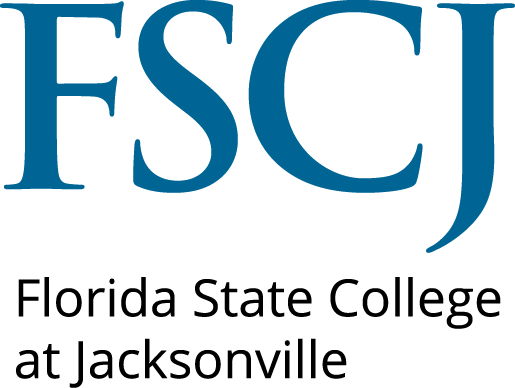 FSCJ
Florida State College
at Jacksonville